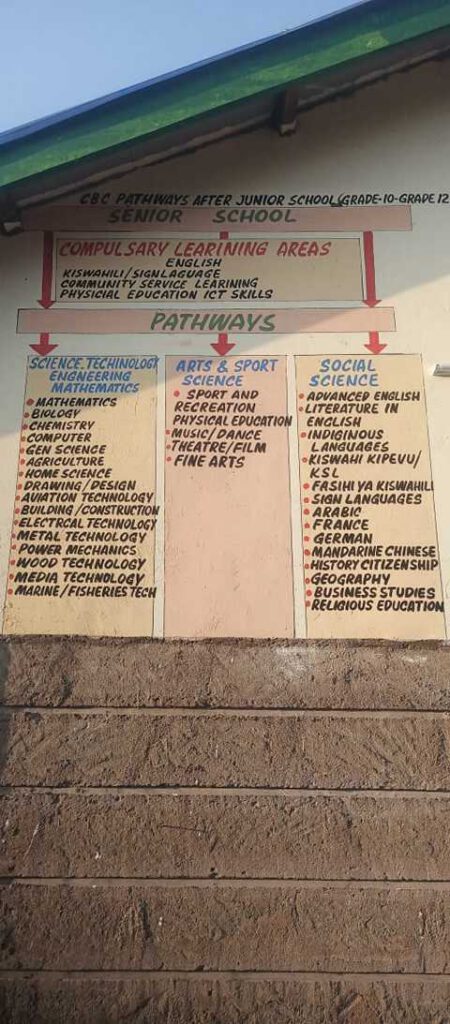 CBC PATHWAYS AFTER JUNIOR SCHOOL(GRADE-10-GRADE 12
SENIOR SCHOOL
COMPULSARY LEARINING AREAS
ENGLISH
KISWAHILI/SIGNLAGUAGE
COMMUNITY SERVICE LEARINING
PHYSICIAL EDUCATION ICT SKILLS
PATHWAYS
SCIENCE.TECHINOLOGY
ENGNEERING
MATHEMATICS
MATHEMATICS
BIOLOGY
CHEMISTRY
COMPUTER
GEN SCIENCE
AGRICULTURE
HOME SCIENCE
DRAWING/DESIGN
AVIATION TECHNOLOGY
BUILDING/CONSTRUCTION
ELECTRCAL TECHNOLOGY
METAL TECHNOLOGY
POWER MECHANICS
WOOD TECHNOLOGY
MEDIA TECHNOLOGY
MARINE/FISHERIES TECH
ARTS & SPORT
SCIENCE
SPORT AND
RECREATION
PHYSICAL EDUCATION
MUSIC/DANCE
THEATRE/FILM
FINE ARTS
SOCIAL
SCIENCE
ADVANCED ENGLISH
LITERATURE IN
ENGLISH
INDIGINOUS
LANGUAGES
KISWAHI KIPEVU/
KSL
FASIHI YA KISWAHILI
SIGN LANGUAGES
ARABIC
FRANCE
GERMAN
MANDARINE CHINESE
HISTORY CITIZENSHIP
GEOGRAPHY
BUSINESS STUDIES
RELIGIOUS EDUCATION